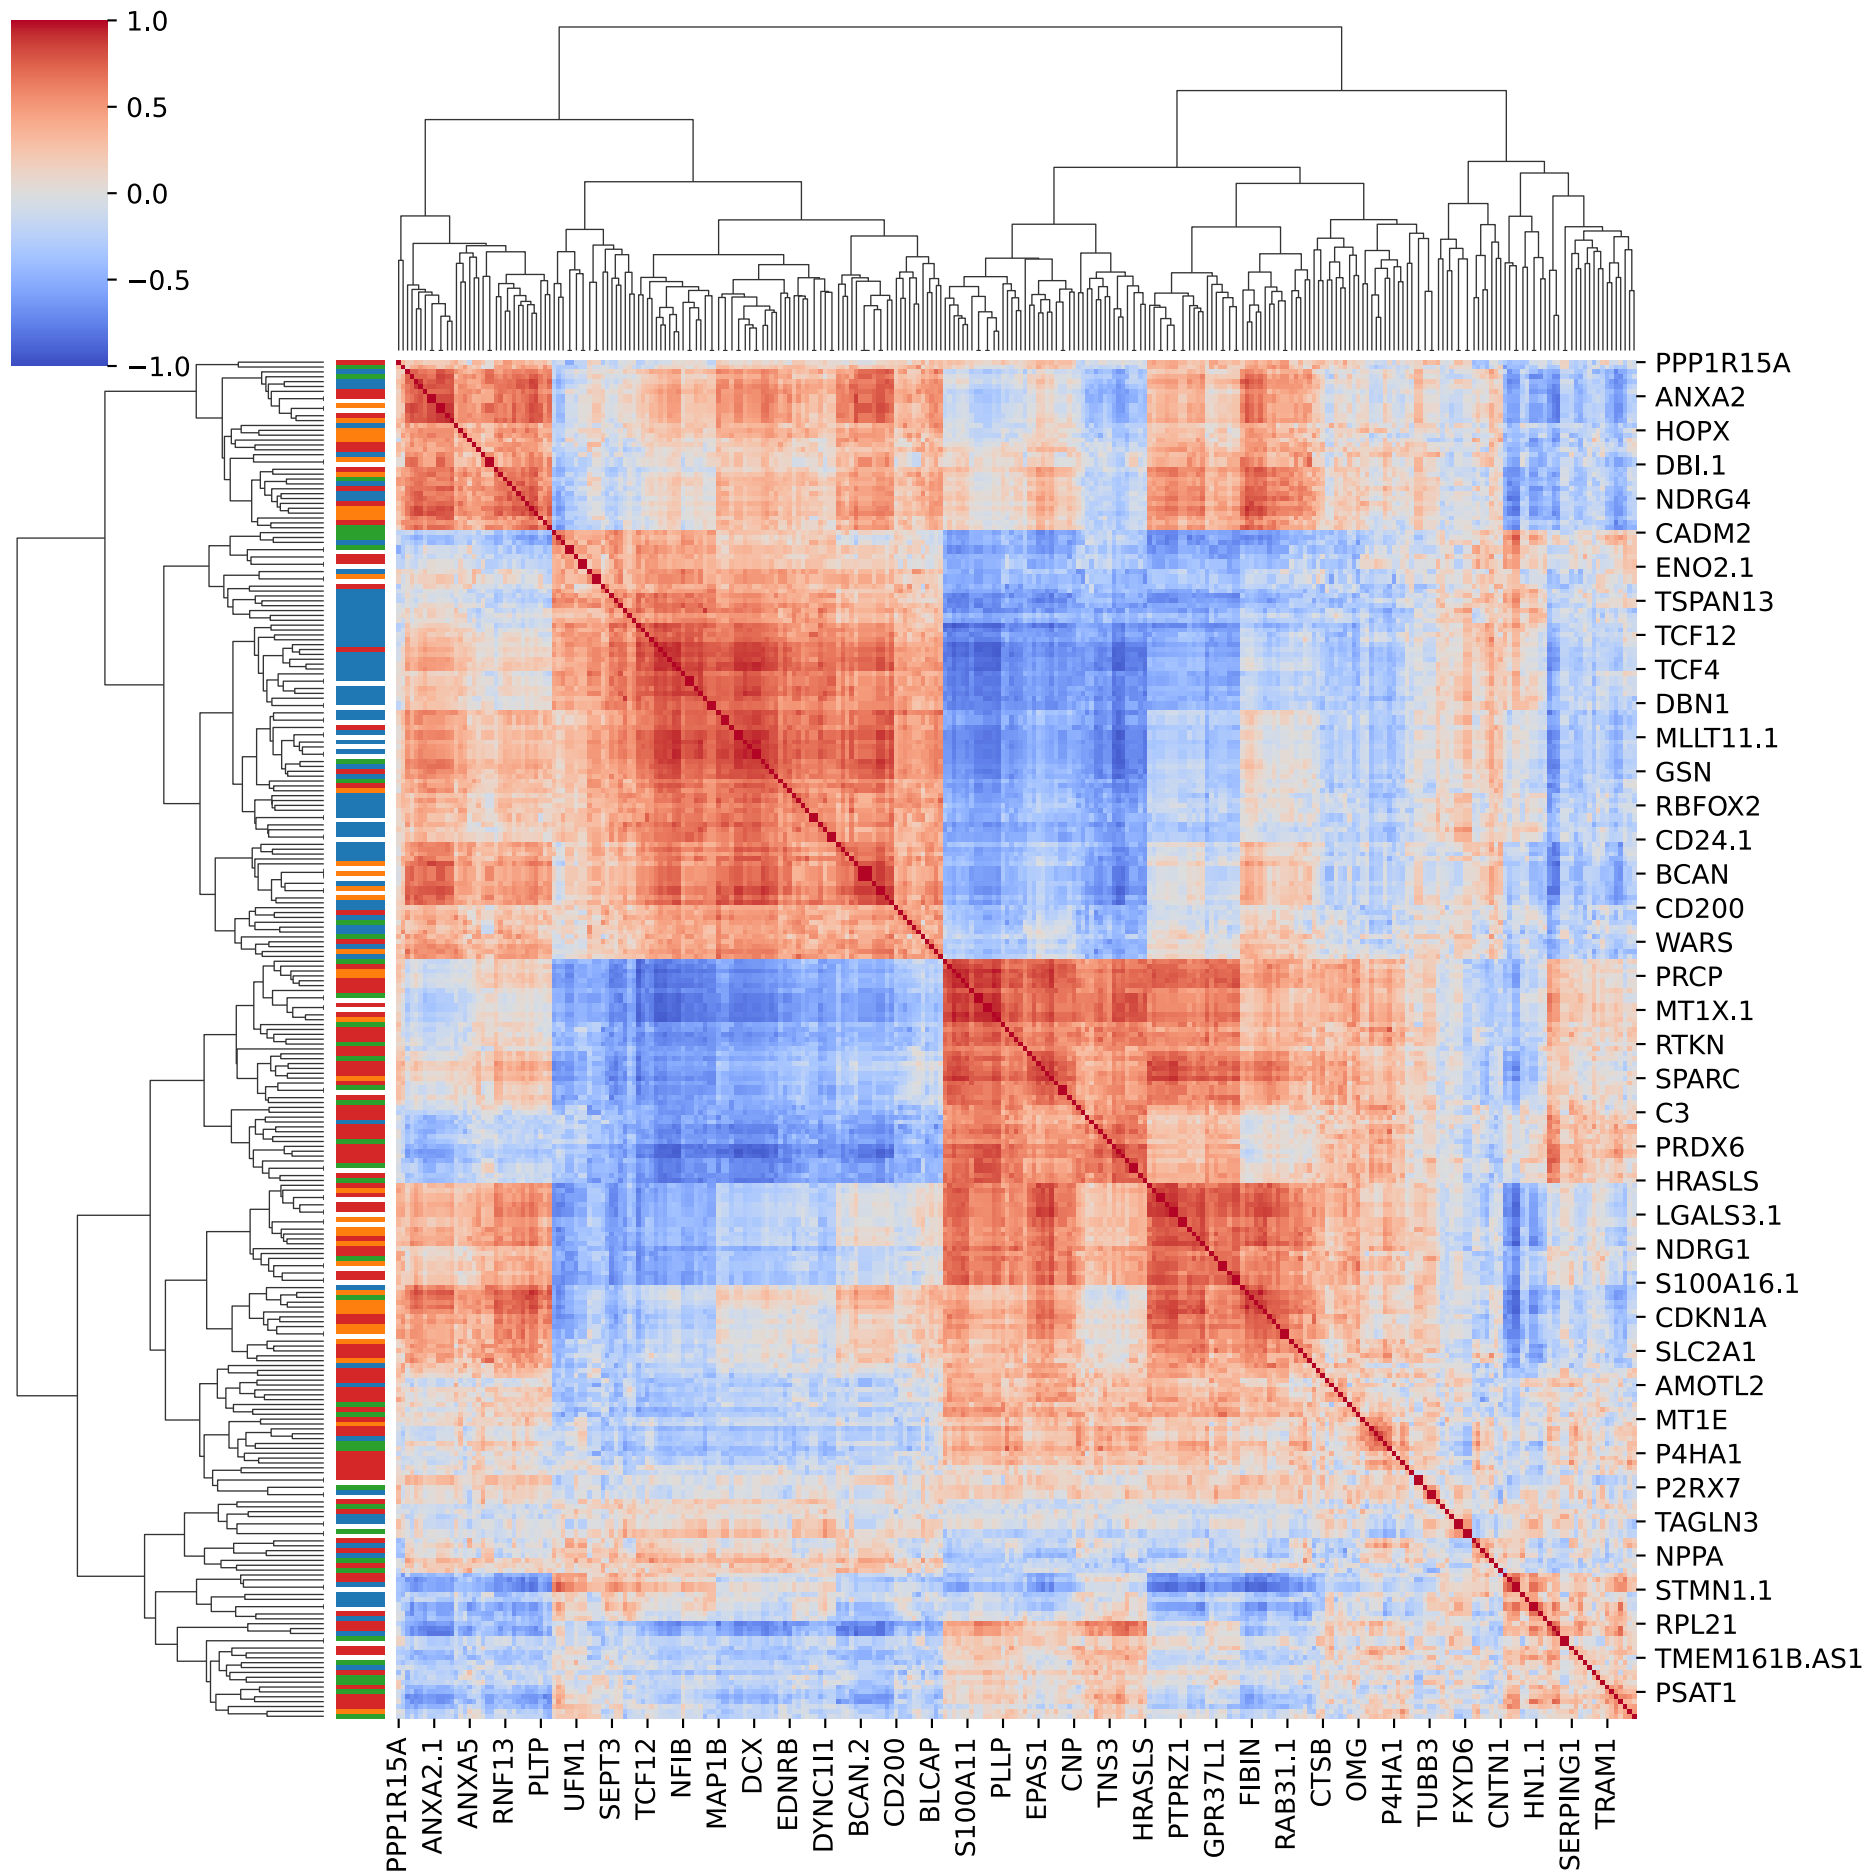 1.0
0.5
0.0
−0.5
−1.0
PPP1R15A
ANXA2
HOPX
DBI.1
NDRG4
CADM2
ENO2.1
TSPAN13
TCF12
TCF4
DBN1
MLLT11.1
GSN
RBFOX2
CD24.1
BCAN
CD200
WARS
PRCP
MT1X.1
RTKN
SPARC
C3
PRDX6
HRASLS
LGALS3.1
NDRG1
S100A16.1
CDKN1A
SLC2A1
AMOTL2
MT1E
P4HA1
P2RX7
TAGLN3
NPPA
STMN1.1
RPL21
TMEM161B.AS1
PSAT1
PPP1R15A
ANXA2.1
ANXA5
RNF13
PLTP
UFM1
SEPT3
TCF12
NFIB
MAP1B
DCX
EDNRB
DYNC1I1
BCAN.2
CD200
BLCAP
S100A11
PLLP
EPAS1
CNP
TNS3
HRASLS
PTPRZ1
GPR37L1
FIBIN
RAB31.1
CTSB
OMG
P4HA1
TUBB3
FXYD6
CNTN1
HN1.1
SERPING1
TRAM1